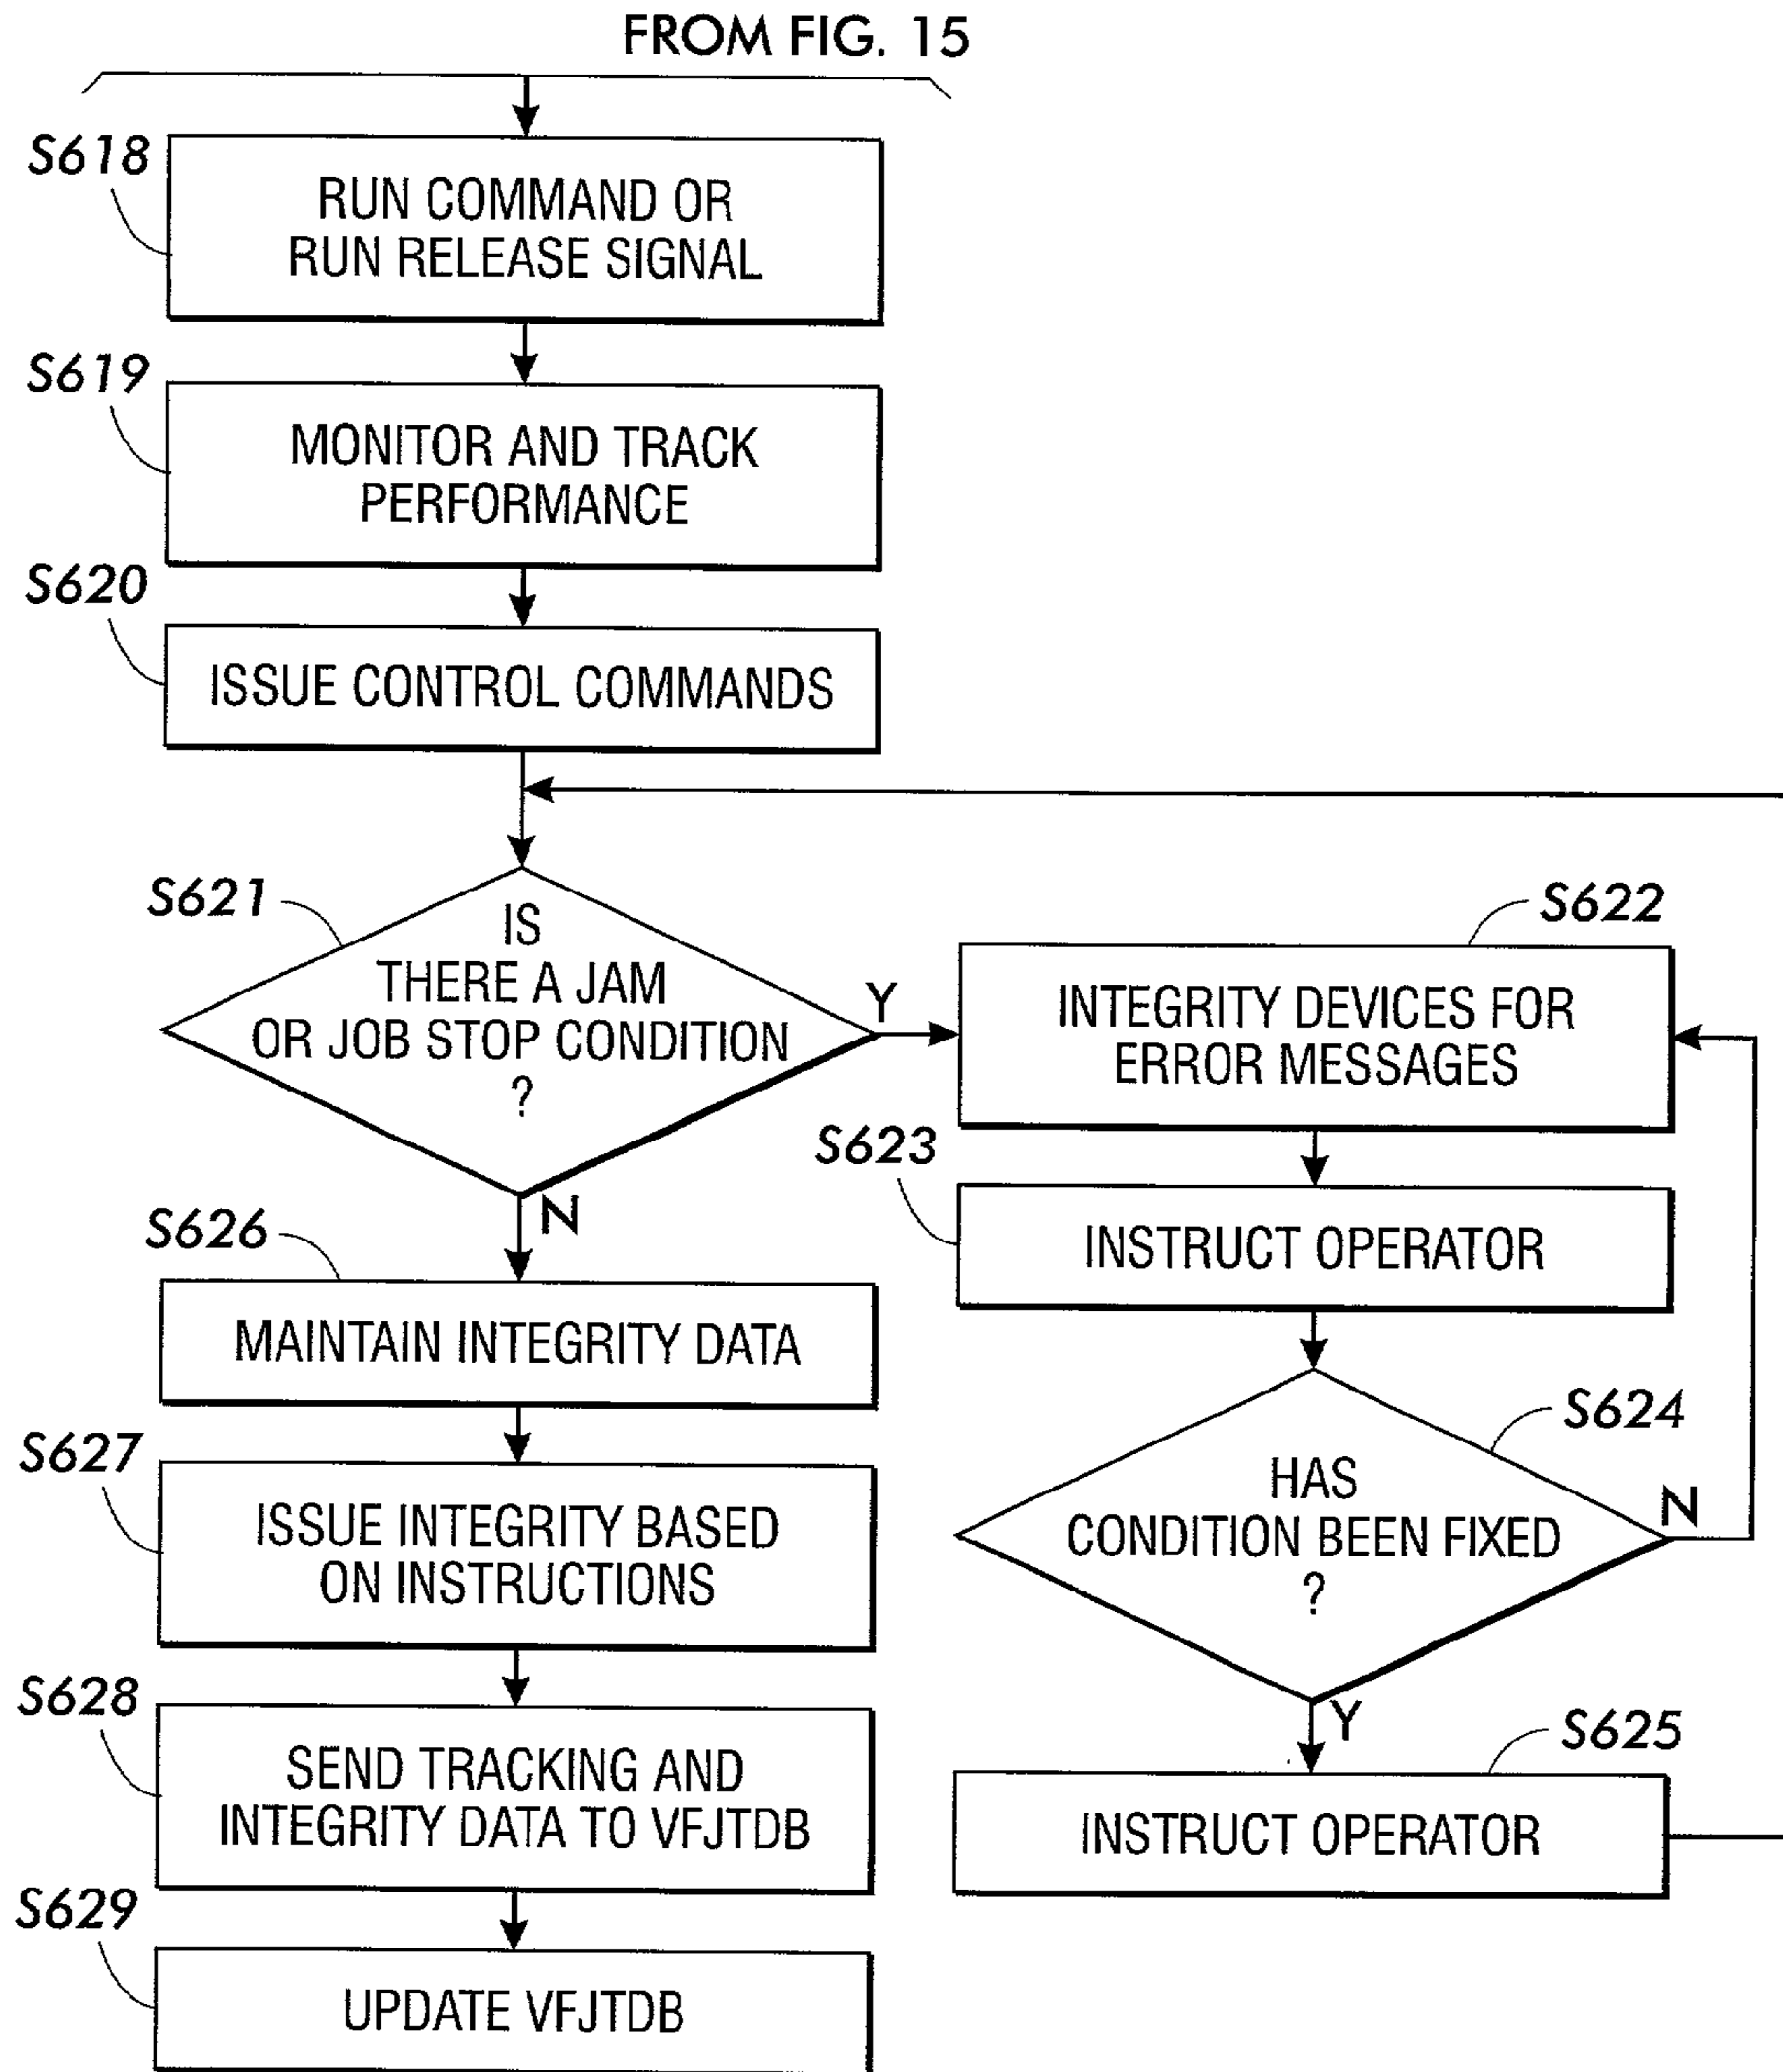 FROM FIG. 15
S618
RUN COMMAND OR
RUN RELEASE SIGNAL
S619
MONITOR AND TRACK
PERFORMANCE
S620
ISSUE CONTROL COMMANDS
S621
IS
THERE A JAM
OR JOB STOP CONDITION
?
Y
N
S622
INTEGRITY DEVICES FOR
ERROR MESSAGES
S623
INSTRUCT OPERATOR
S624
HAS
CONDITION BEEN FIXED
?
N
Y
S625
INSTRUCT OPERATOR
S626
MAINTAIN INTEGRITY DATA
S627
ISSUE INTEGRITY BASED
ON INSTRUCTIONS
S628
SEND TRACKING AND
INTEGRITY DATA TO VFJTDB
S629
UPDATE VFJTDB